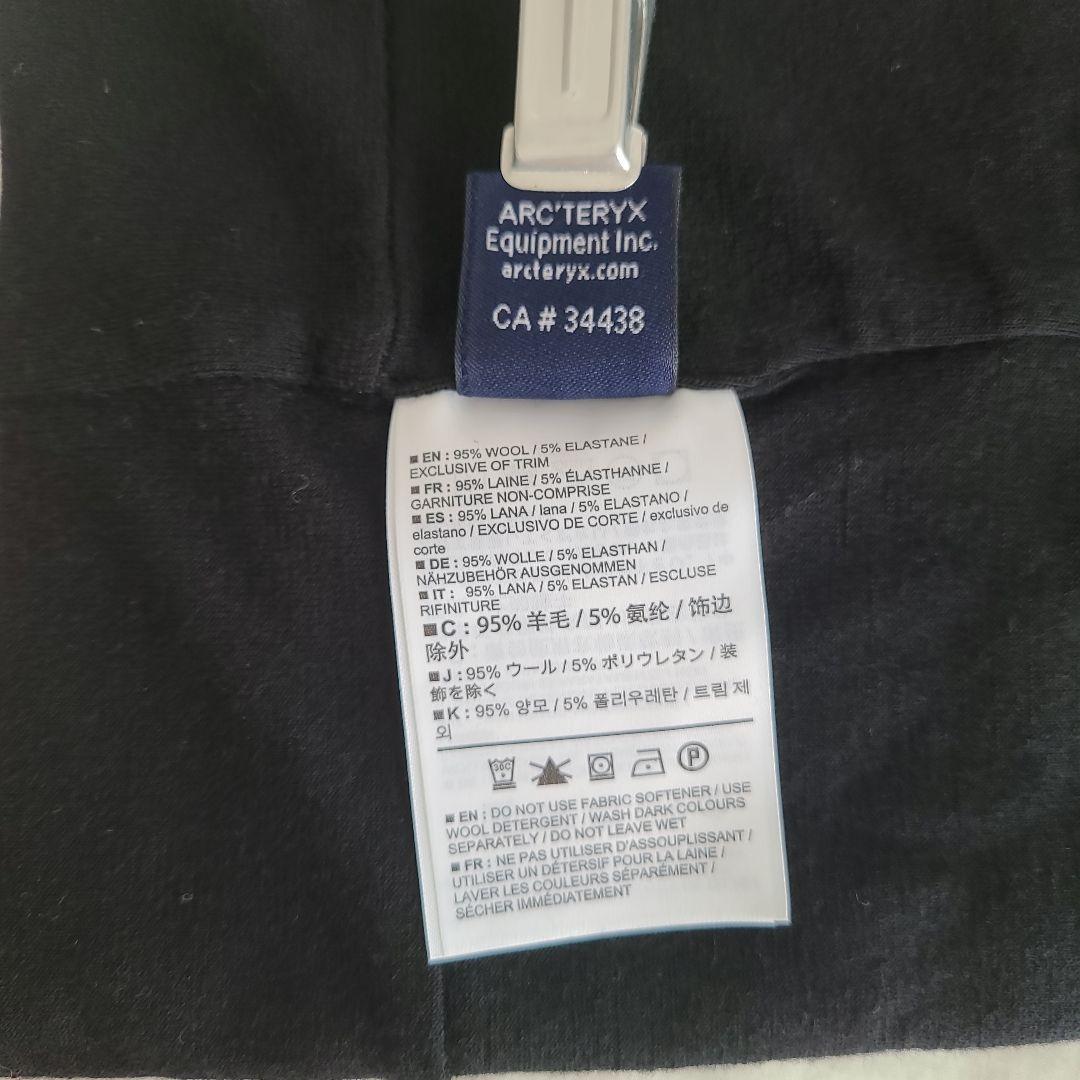 ARC'TERYX
Equipment Inc.
arcteryx.com
CA # 34438
EN : 95% WOOL / 5% ELASTANE /
EXCLUSIVE OF TRIM
FR : 95% LAINE / 5% ÉLASTHANNE /
GARNITURE NON-COMPRISE
ES : 95% LANA / lana / 5% ELASTANO /
elastano / EXCLUSIVO DE CORTE / exclusivo de
corte
DE : 95% WOLLE / 5% ELASTHAN /
NÄHZUBEHÖR AUSGENOMMEN
IT : 95% LANA / 5% ELASTAN / ESCLUSE
RIFINITURE
C : 95% 羊毛 / 5% 氨纶 / 饰边
除外
J : 95% ウール / 5% ポリウレタン / 装
飾を除く
K : 95% 양모 / 5% 폴리우레탄 / 트림 제
외
30C
P
EN : DO NOT USE FABRIC SOFTENER / USE
WOOL DETERGENT / WASH DARK COLOURS
SEPARATELY / DO NOT LEAVE WET
FR : NE PAS UTILISER D'ASSOUPLISSANT /
UTILISER UN DÉTERSIF POUR LA LAINE /
LAVER LES COULEURS SÉPARÉMENT /
SÉCHER IMMÉDIATEMENT